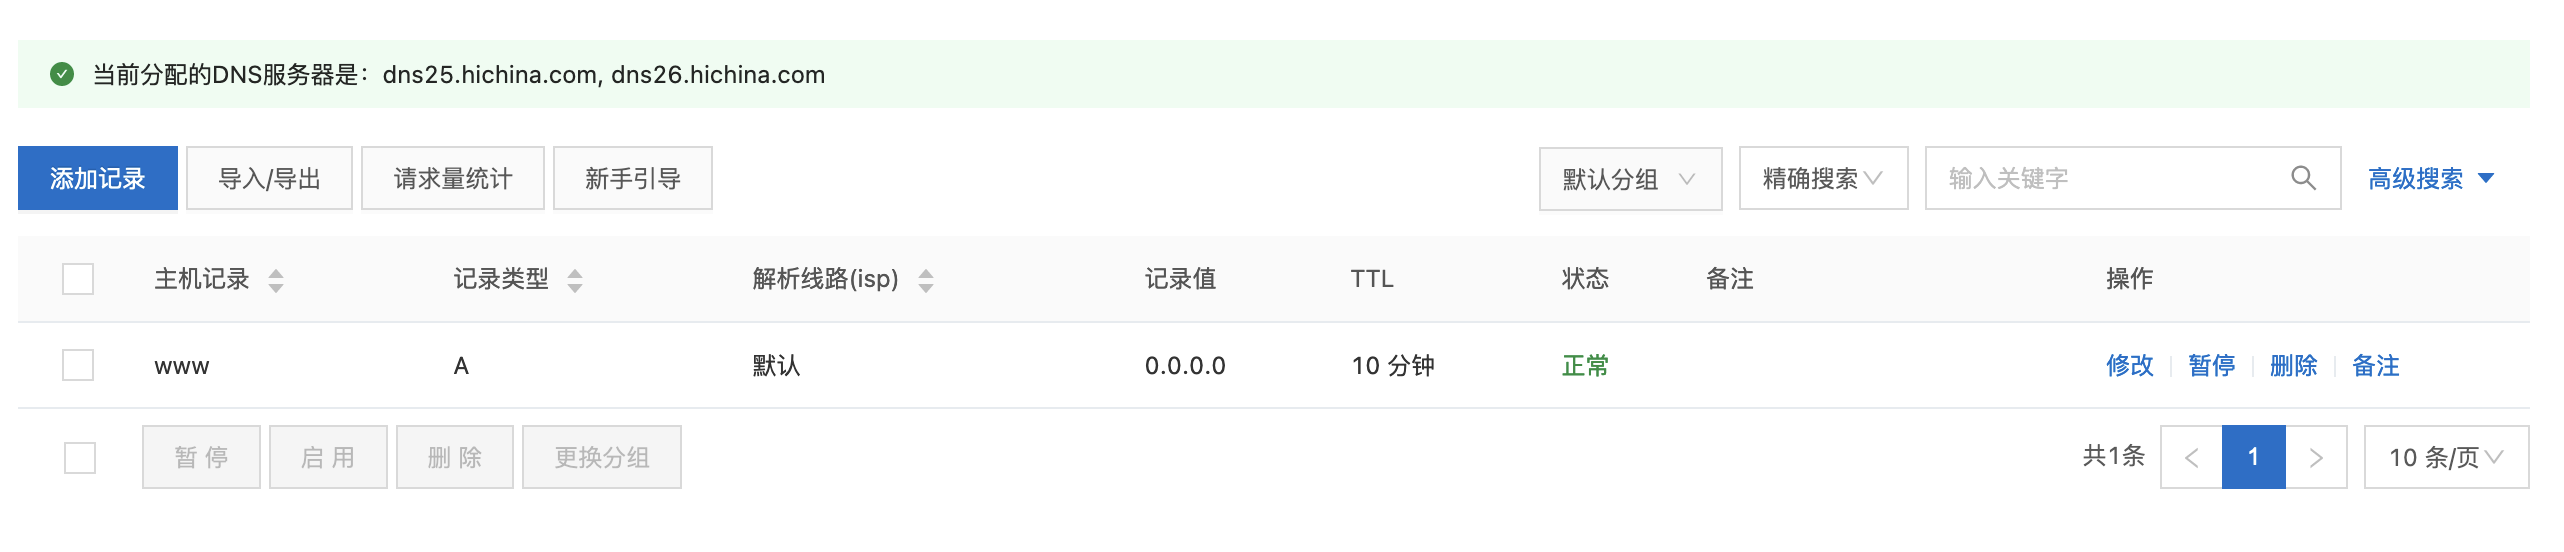 当前分配的DNS服务器是：dns25.hichina.com, dns26.hichina.com
添加记录 导入/导出 请求量统计 新手引导 默认分组 精确搜索 输入关键字 高级搜索
主机记录 记录类型 解析线路(isp) 记录值 TTL 状态 备注 操作
www A 默认 0.0.0.0 10 分钟 正常 修改 暂停 删除 备注
暂 停 启 用 删 除 更换分组 共1条 < 1 > 10 条/页